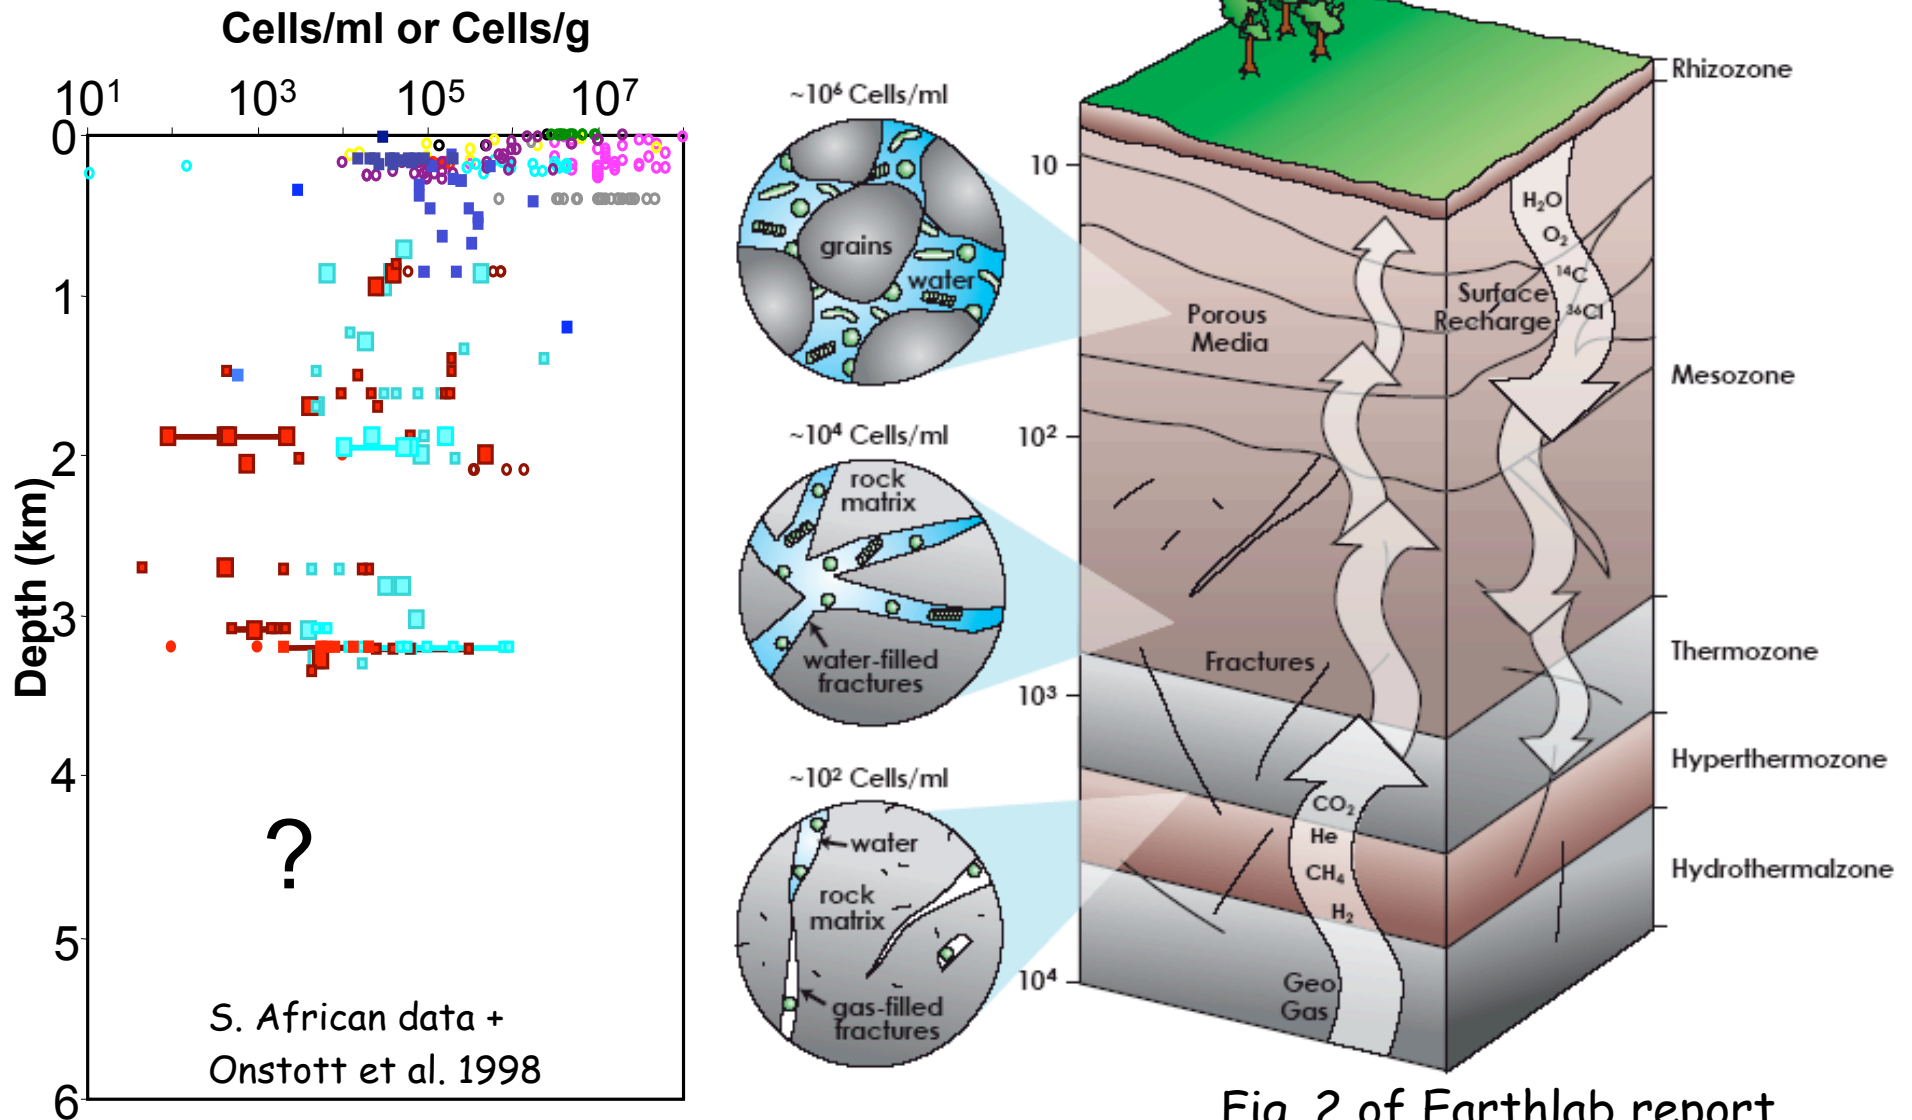 Cells/ml or Cells/g
10¹ 10³ 10⁵ 10⁷
0
1
2
3
4
5
6
Depth (km)
?
S. African data +
Onstott et al. 1998
~10⁶ Cells/ml
grains
water
~10⁴ Cells/ml
rock
matrix
water-filled
fractures
~10² Cells/ml
water
rock
matrix
gas-filled
fractures
10
10²
10³
10⁴
Porous
Media
Surface
Recharge
H₂O
O₂
¹⁴C
³⁶Cl
Fractures
CO₂
He
CH₄
H₂
Geo
Gas
Rhizozone
Mesozone
Thermozone
Hyperthermozone
Hydrothermalzone
Fig. 2 of Earthlab report